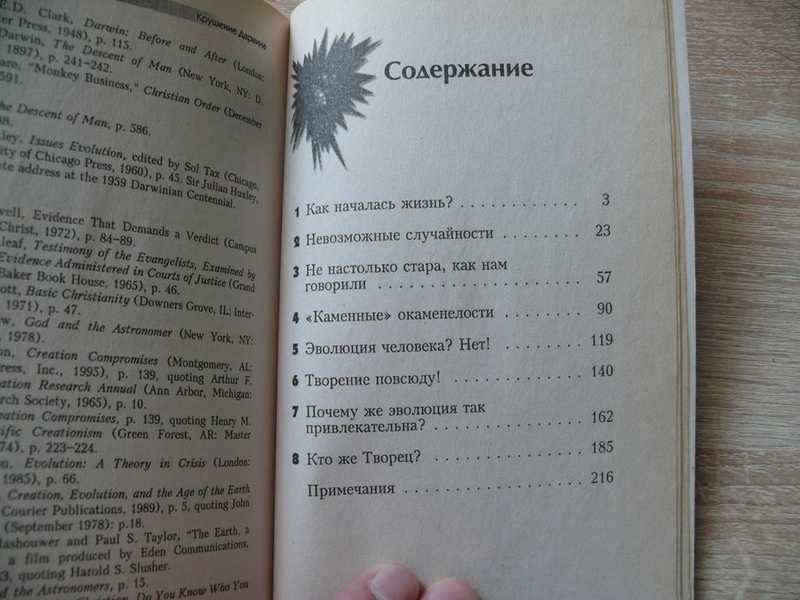 Крушение Дарвина
E.D. Clark, Darwin: Before and After (London:
Press, 1948), p. 115.
Darwin, The Descent of Man (New York, NY: D.
1897), p. 241–242.
"Monkey Business," Christian Order (December
591.
The Descent of Man, p. 586.
Issues Evolution, edited by Sol Tax (Chicago,
of Chicago Press, 1960), p. 45. Sir Julian Huxley,
address at the 1959 Darwinian Centennial.
Evidence That Demands a Verdict (Campus
Christ, 1972), p. 84–89.
Testimony of the Evangelists, Examined by
Evidence Administered in Courts of Justice (Grand
Baker Book House, 1965), p. 46.
Basic Christianity (Downers Grove, IL: Inter-
1971), p. 47.
God and the Astronomer (New York, NY:
1978).
Creation Compromises (Montgomery, AL:
Inc., 1995), p. 139, quoting Arthur F.
Research Annual (Ann Arbor, Michigan:
Society, 1965), p. 10.
Compromises, p. 139, quoting Henry M.
Creationism (Green Forest, AR: Master
p. 223–224.
Evolution: A Theory in Crisis (London:
1985), p. 66.
Creation, Evolution, and the Age of the Earth
Courier Publications, 1989), p. 5, quoting John
(September 1978): p.18.
and Paul S. Taylor, "The Earth, a
a film produced by Eden Communications,
quoting Harold S. Slusher.
and the Astronomers, p. 15.
Do You Know Who You
Содержание
1 Как началась жизнь? . . . . . . . . . . . . 3
2 Невозможные случайности . . . . . . . . 23
3 Не настолько стара, как нам
говорили . . . . . . . . . . . . . . . . . . . 57
4 «Каменные» окаменелости . . . . . . . . 90
5 Эволюция человека? Нет! . . . . . . . . 119
6 Творение повсюду! . . . . . . . . . . . . 140
7 Почему же эволюция так
привлекательна? . . . . . . . . . . . . . . 162
8 Кто же Творец? . . . . . . . . . . . . . . 185
Примечания . . . . . . . . . . . . . . . . 216